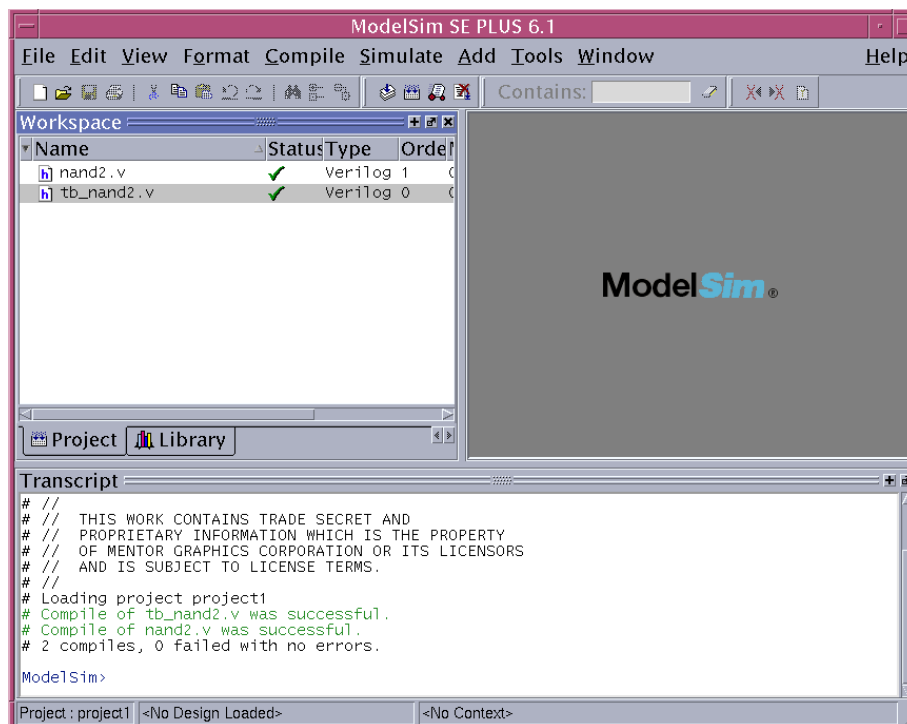 ModelSim SE PLUS 6.1
File Edit View Format Compile Simulate Add Tools Window Help
Contains:
Workspace
Name Status Type Orde
nand2.v Verilog 1
tb_nand2.v Verilog 0
ModelSim®
Project Library
Transcript
# //
# // THIS WORK CONTAINS TRADE SECRET AND
# // PROPRIETARY INFORMATION WHICH IS THE PROPERTY
# // OF MENTOR GRAPHICS CORPORATION OR ITS LICENSORS
# // AND IS SUBJECT TO LICENSE TERMS.
# //
# Loading project project1
# Compile of tb_nand2.v was successful.
# Compile of nand2.v was successful.
# 2 compiles, 0 failed with no errors.
ModelSim>
Project : project1 <No Design Loaded> <No Context>